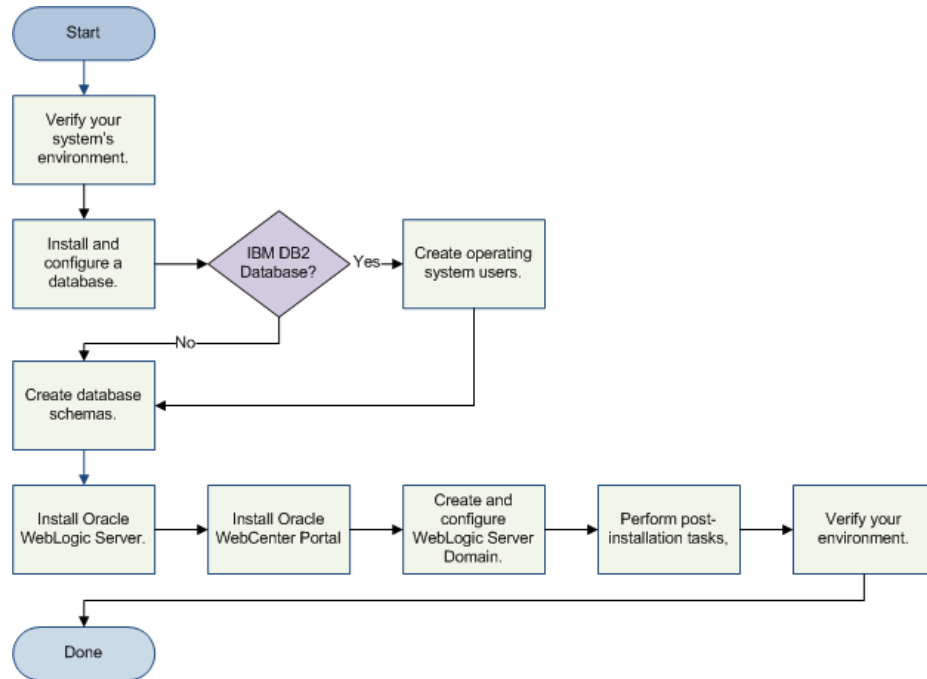 Start
Verify your
system's
environment.
Install and
configure a
database.
IBM DB2
Database?
Yes
Create operating
system users.
No
Create database
schemas.
Install Oracle
WebLogic Server.
Install Oracle
WebCenter Portal
Create and
configure
WebLogic Server
Domain.
Perform post-
installation tasks,
Verify your
environment.
Done